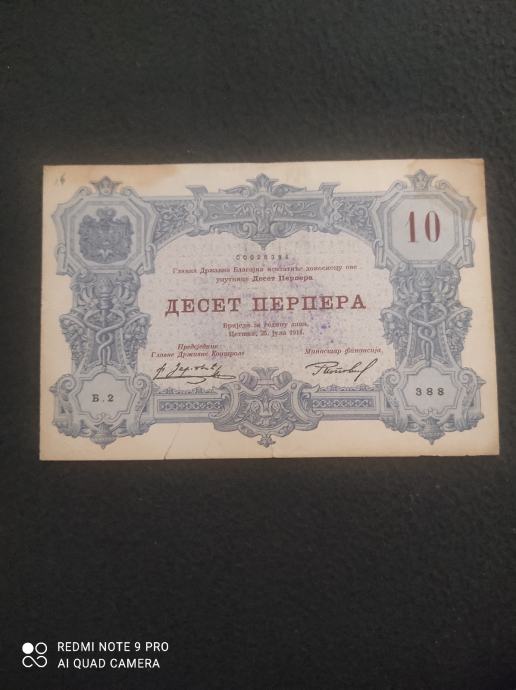 10
Главна Државна Благајна исплатиће доносиоцу ове
упутнице Десет Перпера
ДЕСЕТ ПЕРПЕРА
Вриједи за годину дана.
Цетиње, 25. јула 1914.
Предсједник
Главне Државне Контроле
Министар финансија,
Б. 2
388
REDMI NOTE 9 PRO
AI QUAD CAMERA